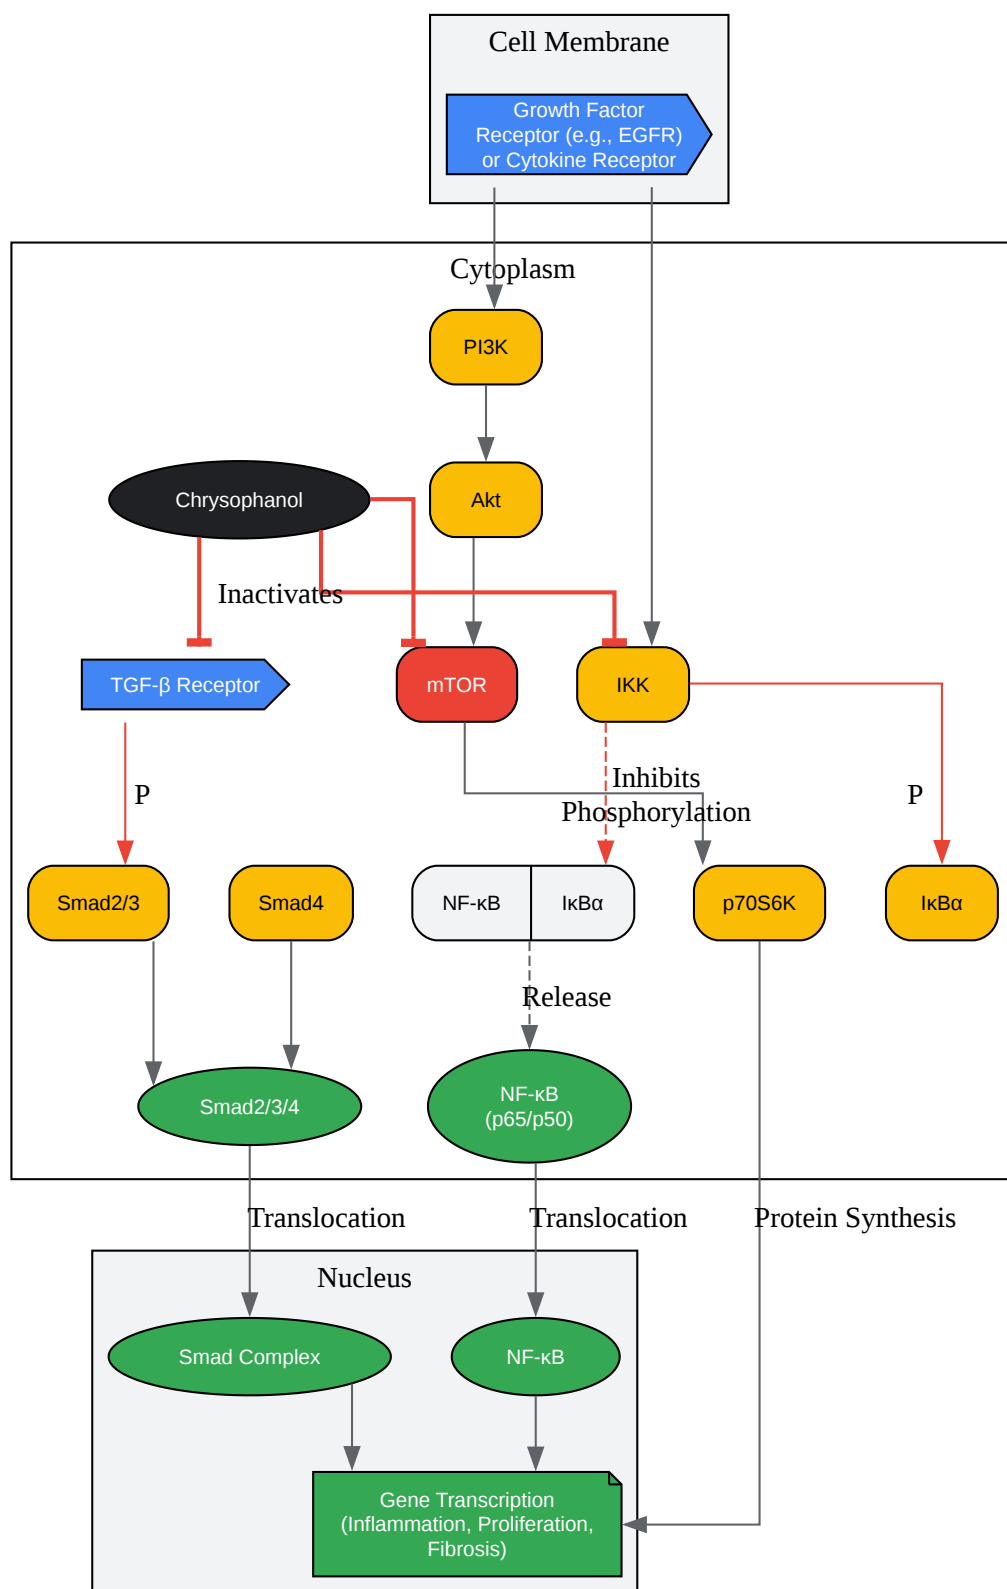 Cell Membrane
Growth Factor
Receptor (e.g., EGFR)
or Cytokine Receptor
Cytoplasm
PI3K
Chrysophanol
Akt
Inactivates
TGF-β Receptor
mTOR
IKK
P
Inhibits
Phosphorylation
P
Smad2/3
Smad4
NF-κB
IκBα
p70S6K
IκBα
Release
Smad2/3/4
NF-κB
(p65/p50)
Translocation
Translocation
Protein Synthesis
Nucleus
Smad Complex
NF-κB
Gene Transcription
(Inflammation, Proliferation,
Fibrosis)